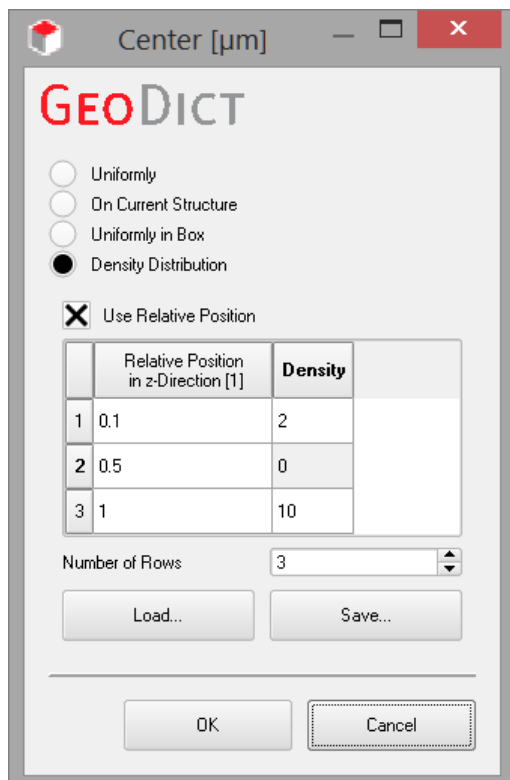 Center [µm]
GEODICT
Uniformly
On Current Structure
Uniformly in Box
Density Distribution
Use Relative Position
Relative Position
in z-Direction [1]
Density
1 0.1 2
2 0.5 0
3 1 10
Number of Rows 3
Load... Save...
OK Cancel